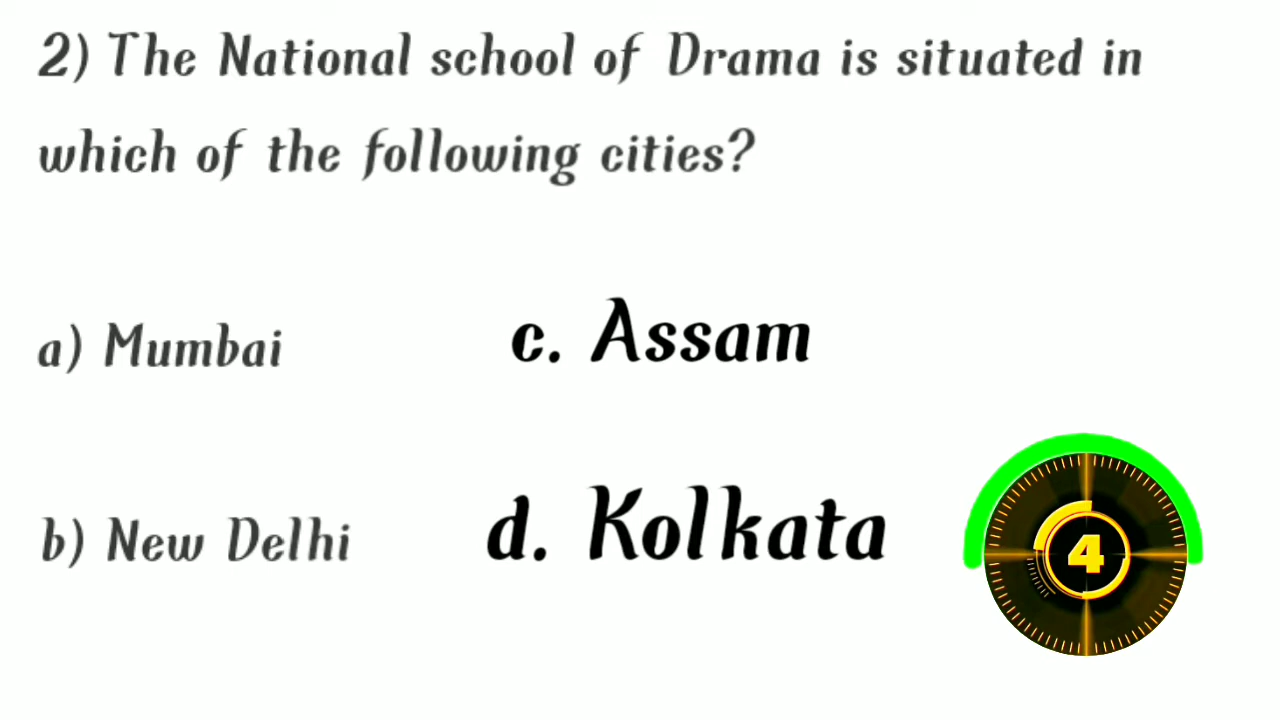 2) The National school of Drama is situated in
which of the following cities?
a) Mumbai
c. Assam
b) New Delhi
d. Kolkata
4